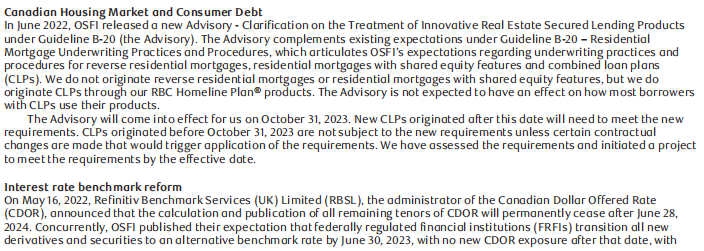 Canadian Housing Market and Consumer Debt
In June 2022, OSFI released a new Advisory - Clarification on the Treatment of Innovative Real Estate Secured Lending Products
under Guideline B-20 (the Advisory). The Advisory complements existing expectations under Guideline B-20 – Residential
Mortgage Underwriting Practices and Procedures, which articulates OSFI's expectations regarding underwriting practices and
procedures for reverse residential mortgages, residential mortgages with shared equity features and combined loan plans
(CLPs). We do not originate reverse residential mortgages or residential mortgages with shared equity features, but we do
originate CLPs through our RBC Homeline Plan® products. The Advisory is not expected to have an effect on how most borrowers
with CLPs use their products.
The Advisory will come into effect for us on October 31, 2023. New CLPs originated after this date will need to meet the new
requirements. CLPs originated before October 31, 2023 are not subject to the new requirements unless certain contractual
changes are made that would trigger application of the requirements. We have assessed the requirements and initiated a project
to meet the requirements by the effective date.
Interest rate benchmark reform
On May 16, 2022, Refinitiv Benchmark Services (UK) Limited (RBSL), the administrator of the Canadian Dollar Offered Rate
(CDOR), announced that the calculation and publication of all remaining tenors of CDOR will permanently cease after June 28,
2024. Concurrently, OSFI published their expectation that federally regulated financial institutions (FRFIs) transition all new
derivatives and securities to an alternative benchmark rate by June 30, 2023, with no new CDOR exposure after that date, with